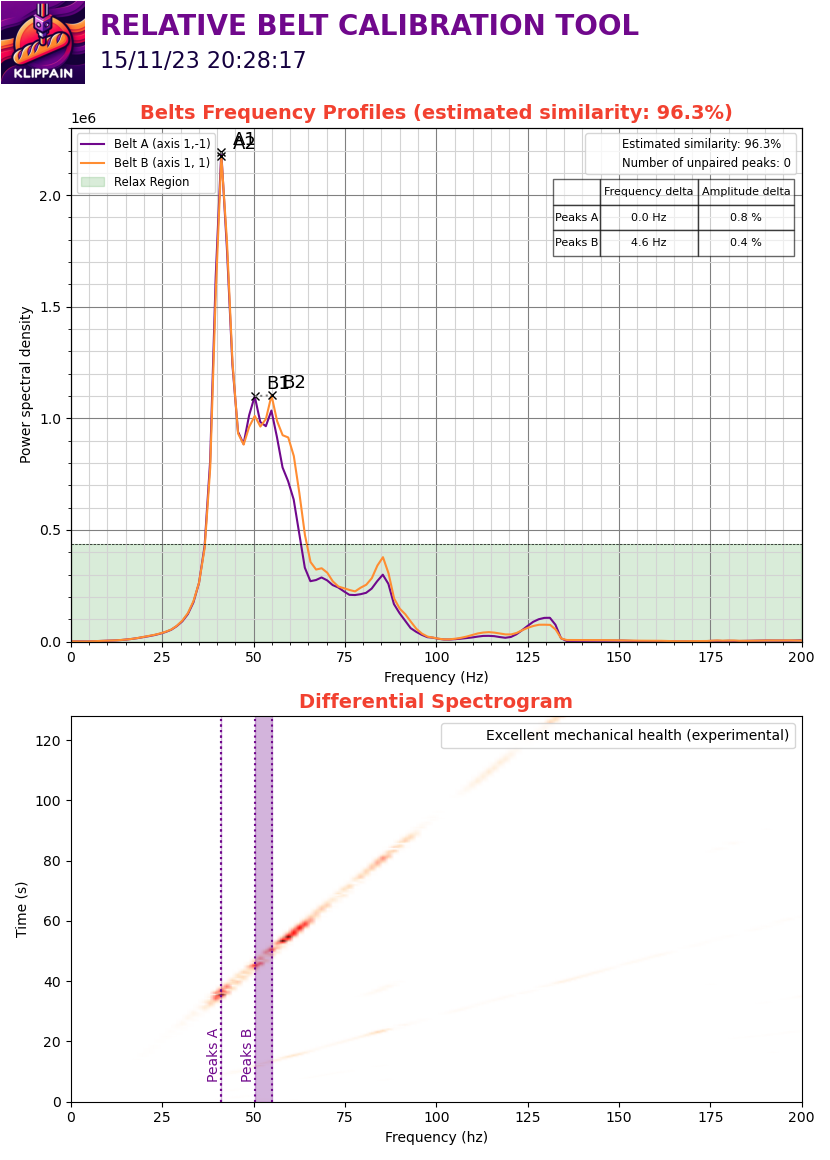 RELATIVE BELT CALIBRATION TOOL
15/11/23 20:28:17
KLIPPAIN
Belts Frequency Profiles (estimated similarity: 96.3%)
1e6
Belt A (axis 1,-1)
Belt B (axis 1, 1)
Relax Region
A1
A2
Estimated similarity: 96.3%
Number of unpaired peaks: 0
Frequency delta Amplitude delta
Peaks A 0.0 Hz 0.8 %
Peaks B 4.6 Hz 0.4 %
B1 B2
Power spectral density
2.0
1.5
1.0
0.5
0.0
0 25 50 75 100 125 150 175 200
Frequency (Hz)
Differential Spectrogram
Excellent mechanical health (experimental)
Time (s)
120
100
80
60
40
20
0
Peaks A
Peaks B
0 25 50 75 100 125 150 175 200
Frequency (hz)